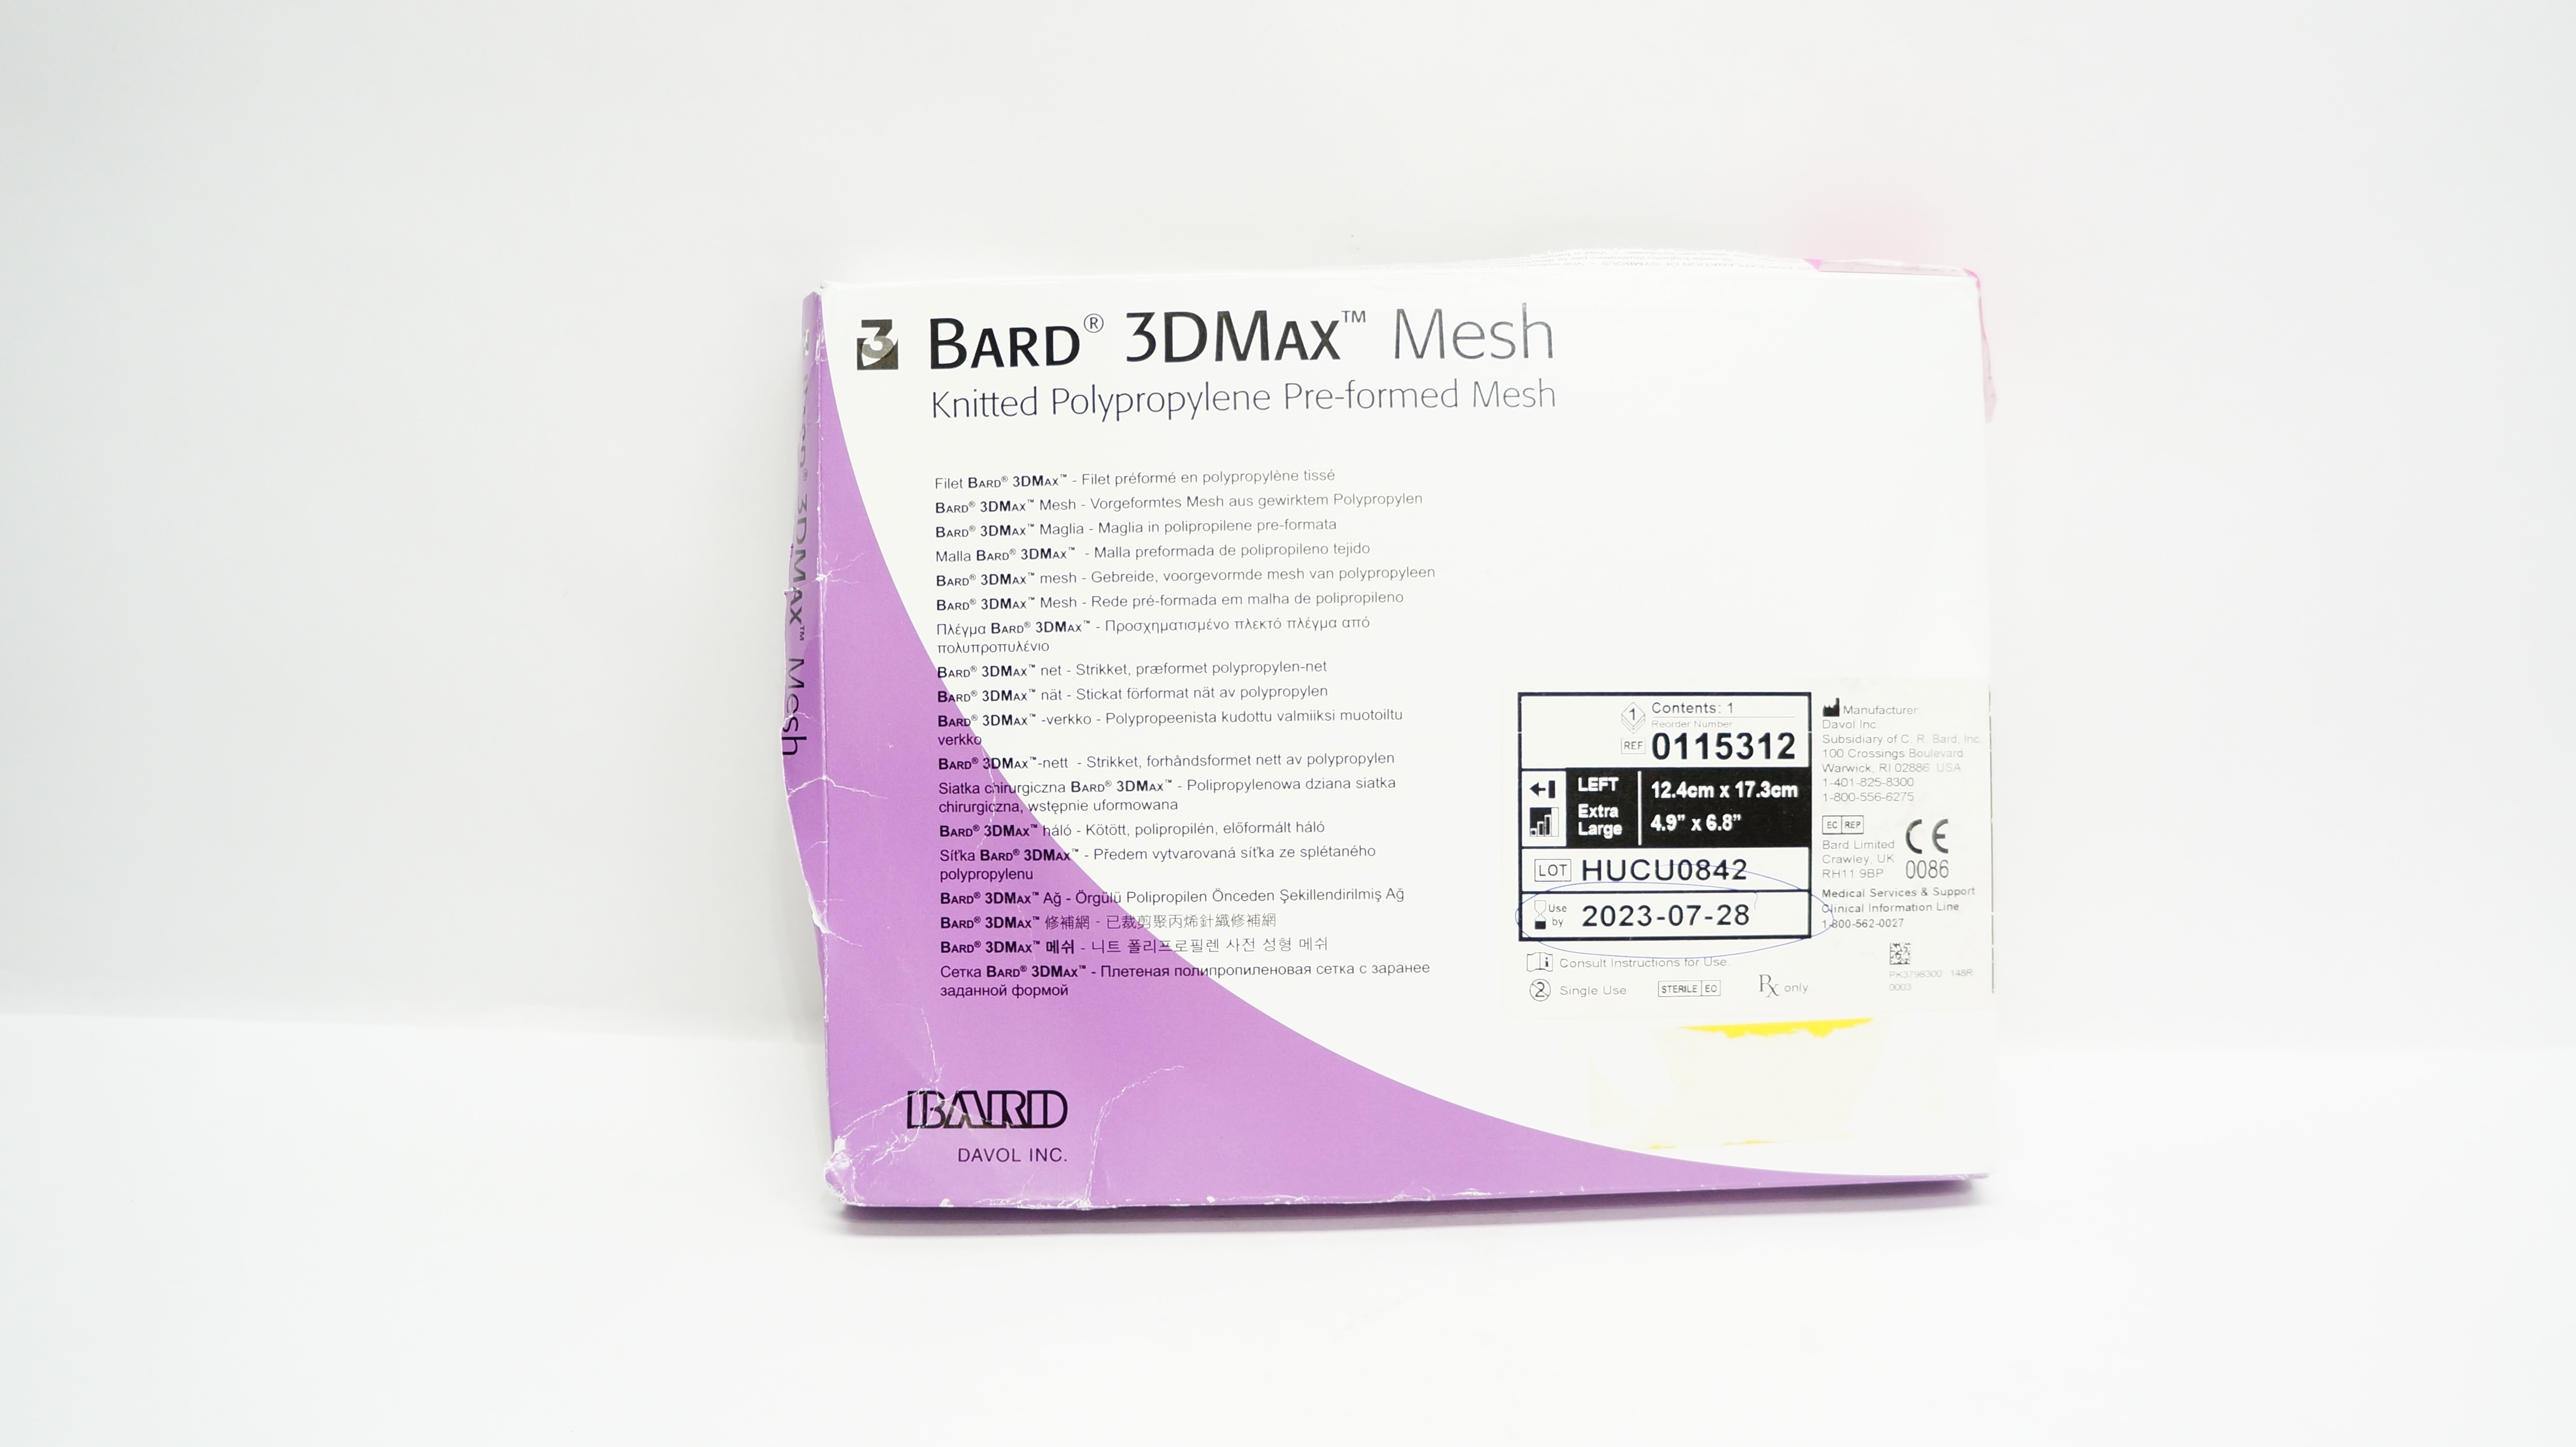 3 BARD® 3DMAX™ Mesh
Knitted Polypropylene Pre-formed Mesh
Filet BARD® 3DMAX™ - Filet préformé en polypropylène tissé
BARD® 3DMAX™ Mesh - Vorgeformtes Mesh aus gewirktem Polypropylen
BARD® 3DMAX™ Maglia - Maglia in polipropilene pre-formata
Malla BARD® 3DMAX™ - Malla preformada de polipropileno tejido
BARD® 3DMAX™ mesh - Gebreide, voorgevormde mesh van polypropyleen
BARD® 3DMAX™ Mesh - Rede pré-formada em malha de polipropileno
Πλέγμα BARD® 3DMAX™ - Προσχηματισμένο πλεκτό πλέγμα από
πολυπροπυλένιο
BARD® 3DMAX™ net - Strikket, præformet polypropylen-net
BARD® 3DMAX™ nät - Stickat förformat nät av polypropylen
BARD® 3DMAX™ -verkko - Polypropeenista kudottu valmiiksi muotoiltu
verkko
BARD® 3DMAX™-nett - Strikket, forhåndsformet nett av polypropylen
Siatka chirurgiczna BARD® 3DMAX™ - Polipropylenowa dziana siatka
chirurgiczna, wstępnie uformowana
BARD® 3DMAX™ háló - Kötött, polipropilén, előformált háló
Síťka BARD® 3DMAX™ - Předem vytvarovaná síťka ze splétaného
polypropylenu
BARD® 3DMAX™ Ağ - Örgülü Polipropilen Önceden Şekillendirilmiş Ağ
BARD® 3DMAX™ 修補網 - 已裁剪聚丙烯針織修補網
BARD® 3DMAX™ 메쉬 - 니트 폴리프로필렌 사전 성형 메쉬
Сетка BARD® 3DMAX™ - Плетеная полипропиленовая сетка с заранее
заданной формой
BARD
DAVOL INC.
3DMAX™ Mesh
1 Contents: 1
Reorder Number
REF 0115312
LEFT 12.4cm x 17.3cm
Extra
Large 4.9" x 6.8"
LOT HUCU0842
Use
by 2023-07-28
Consult Instructions for Use
2 Single Use STERILE EO Rx only
Manufacturer
Davol Inc.
Subsidiary of C. R. Bard, Inc.
100 Crossings Boulevard
Warwick, RI 02886 USA
1-401-825-8300
1-800-556-6275
EC REP
Bard Limited
Crawley, UK
RH11 9BP
CE
0086
Medical Services & Support
Clinical Information Line
1-800-562-0027
PK3798300 148R
0003